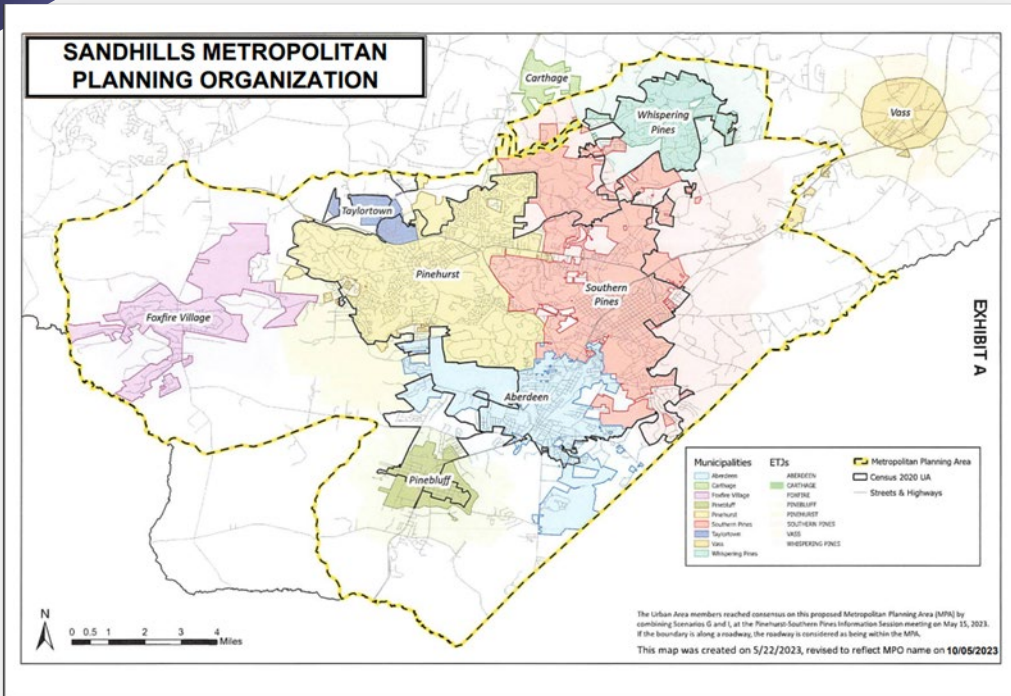 SANDHILLS METROPOLITAN
PLANNING ORGANIZATION
Carthage
Whispering
Pines
Vass
Taylortown
Pinehurst
Southern
Pines
Foxfire Village
Aberdeen
Pinebluff
EXHIBIT A
Municipalities
Aberdeen
Carthage
Foxfire Village
Pinebluff
Pinehurst
Southern Pines
Taylortown
Vass
Whispering Pines
ETJs
ABERDEEN
CARTHAGE
FOXFIRE
PINEBLUFF
PINEHURST
SOUTHERN PINES
VASS
WHISPERING PINES
Metropolitan Planning Area
Census 2020 UA
Streets & Highways
N
0 0.5 1 2 3 4
Miles
The Urban Area members reached consensus on this proposed Metropolitan Planning Area (MPA) by
combining Scenarios G and I, at the Pinehurst-Southern Pines Information Session meeting on May 15, 2023.
If the boundary is along a roadway, the roadway is considered as being within the MPA.
This map was created on 5/22/2023, revised to reflect MPO name on 10/05/2023